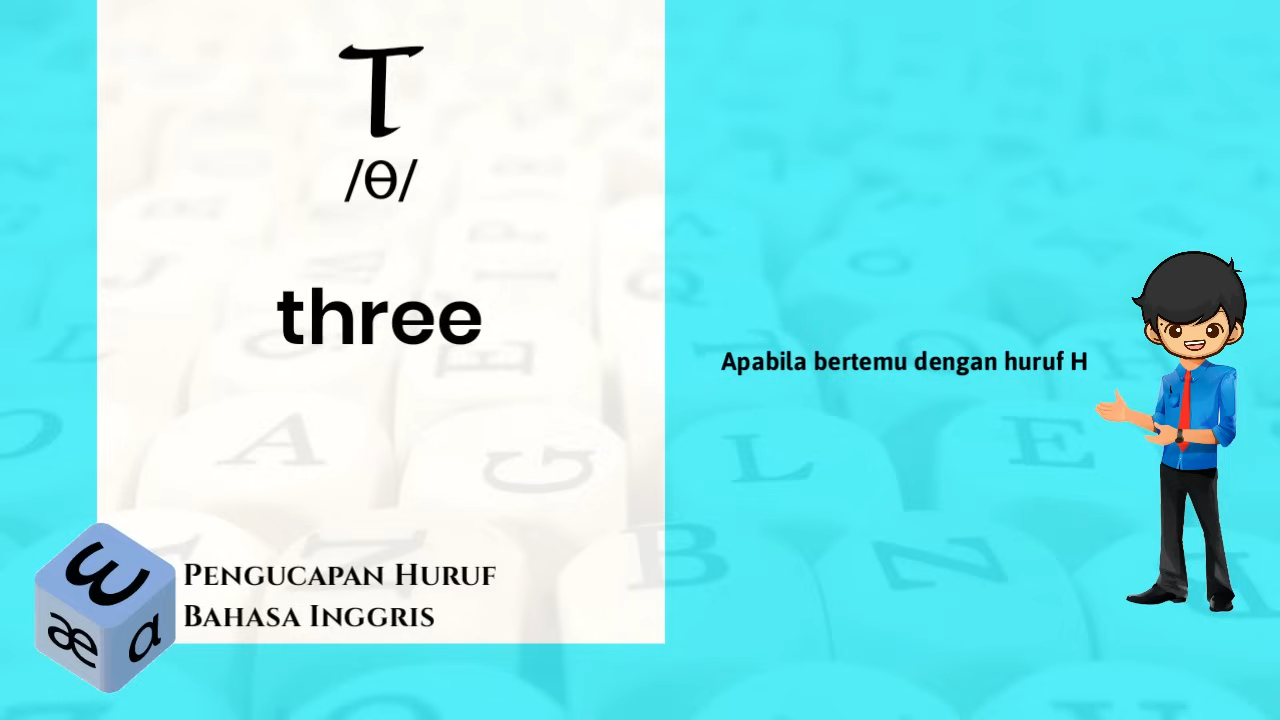 T
/θ/
three
Apabila bertemu dengan huruf H
Pengucapan Huruf
Bahasa Inggris
ω
æ
ɑ